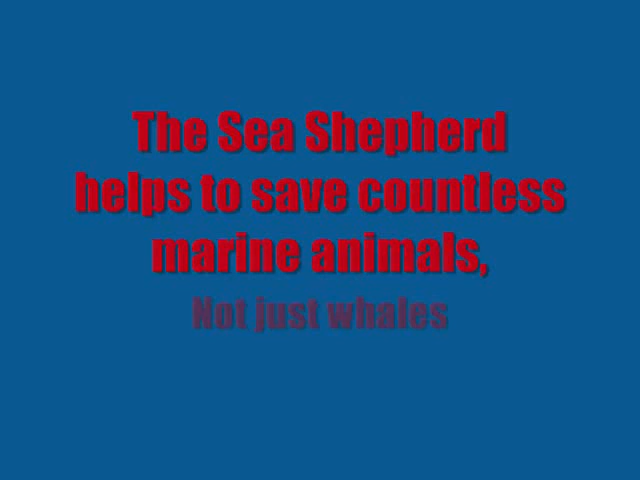 The Sea Shepherd
helps to save countless
marine animals,
Not just whales